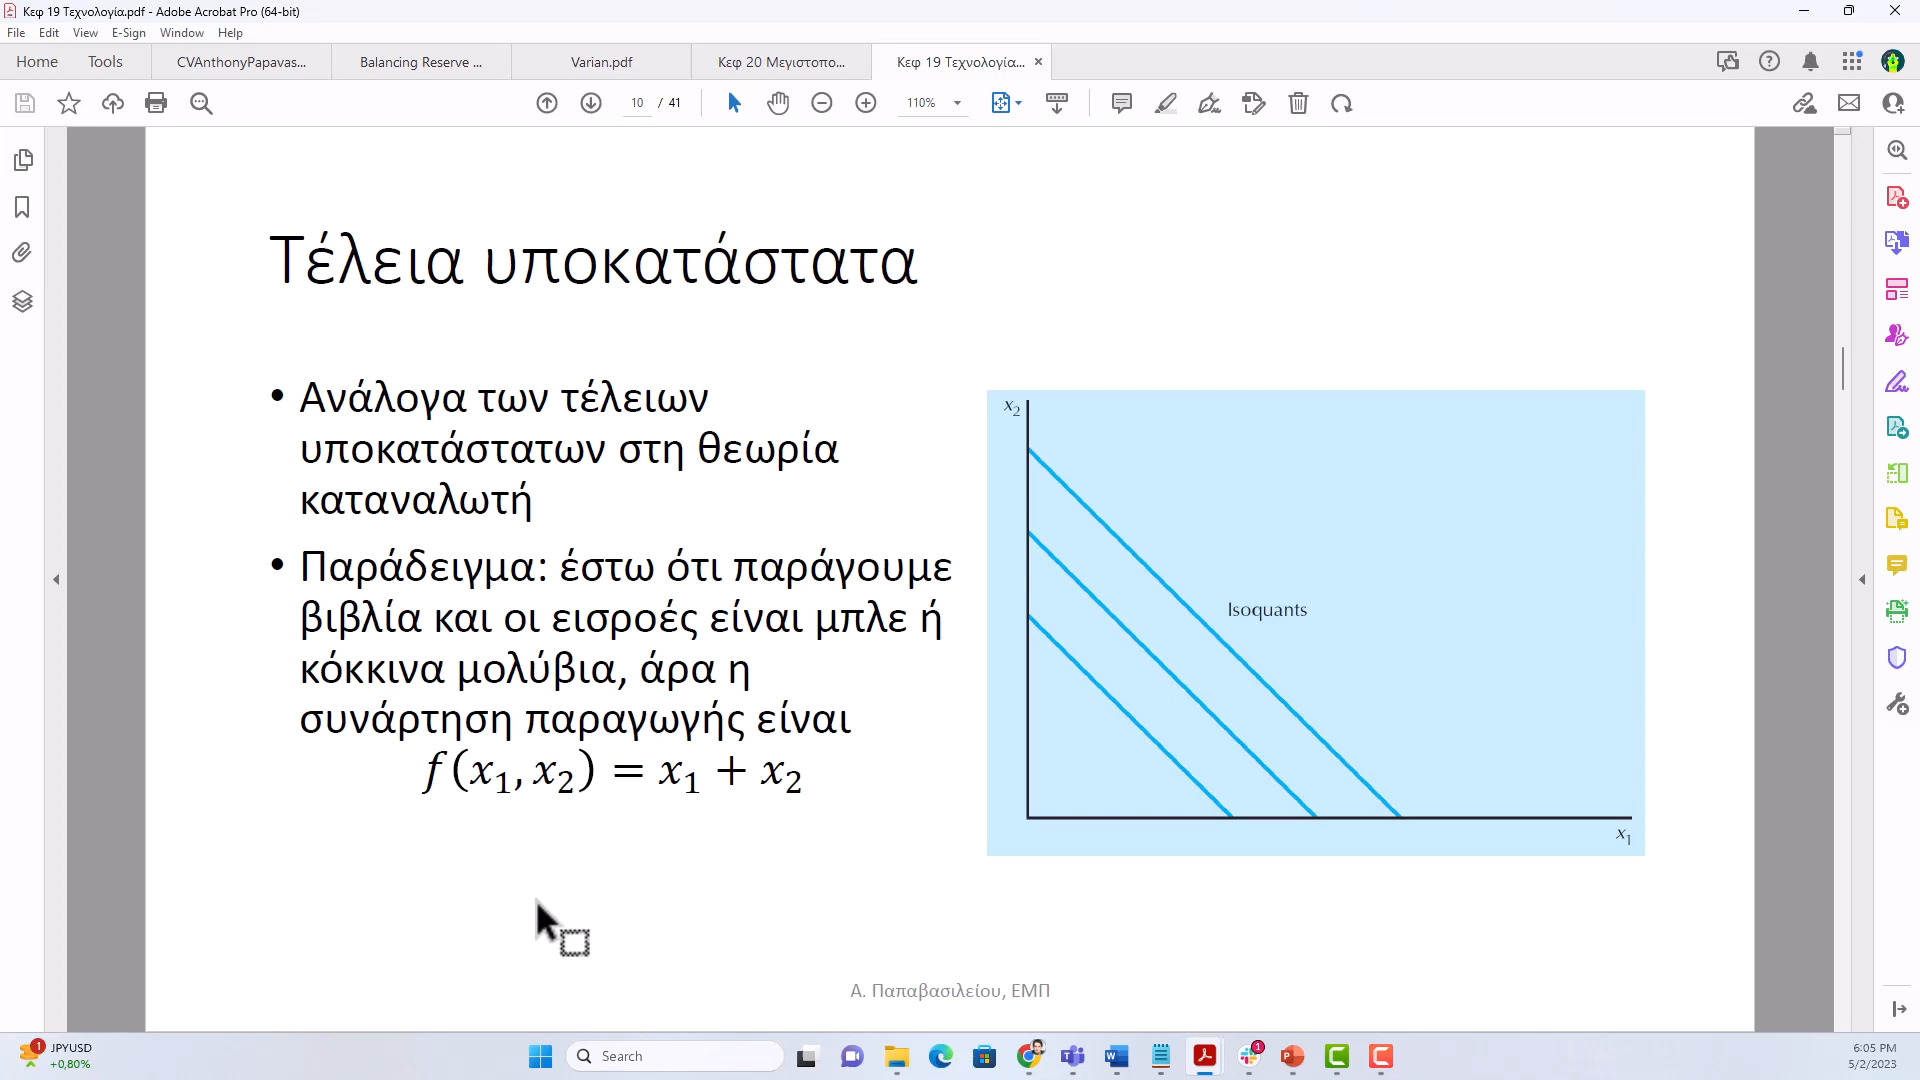 Κεφ 19 Τεχνολογία.pdf - Adobe Acrobat Pro (64-bit)
File Edit View E-Sign Window Help
Home Tools CVAnthonyPapavas... Balancing Reserve ... Varian.pdf Κεφ 20 Μεγιστοπο... Κεφ 19 Τεχνολογία... ×
10 / 41 110%
Τέλεια υποκατάστατα
• Ανάλογα των τέλειων
υποκατάστατων στη θεωρία
καταναλωτή
• Παράδειγμα: έστω ότι παράγουμε
βιβλία και οι εισροές είναι μπλε ή
κόκκινα μολύβια, άρα η
συνάρτηση παραγωγής είναι
f(x₁, x₂) = x₁ + x₂
x₂
Isoquants
x₁
Α. Παπαβασιλείου, ΕΜΠ
1
JPYUSD
+0,80%
Search
1
6:05 PM
5/2/2023